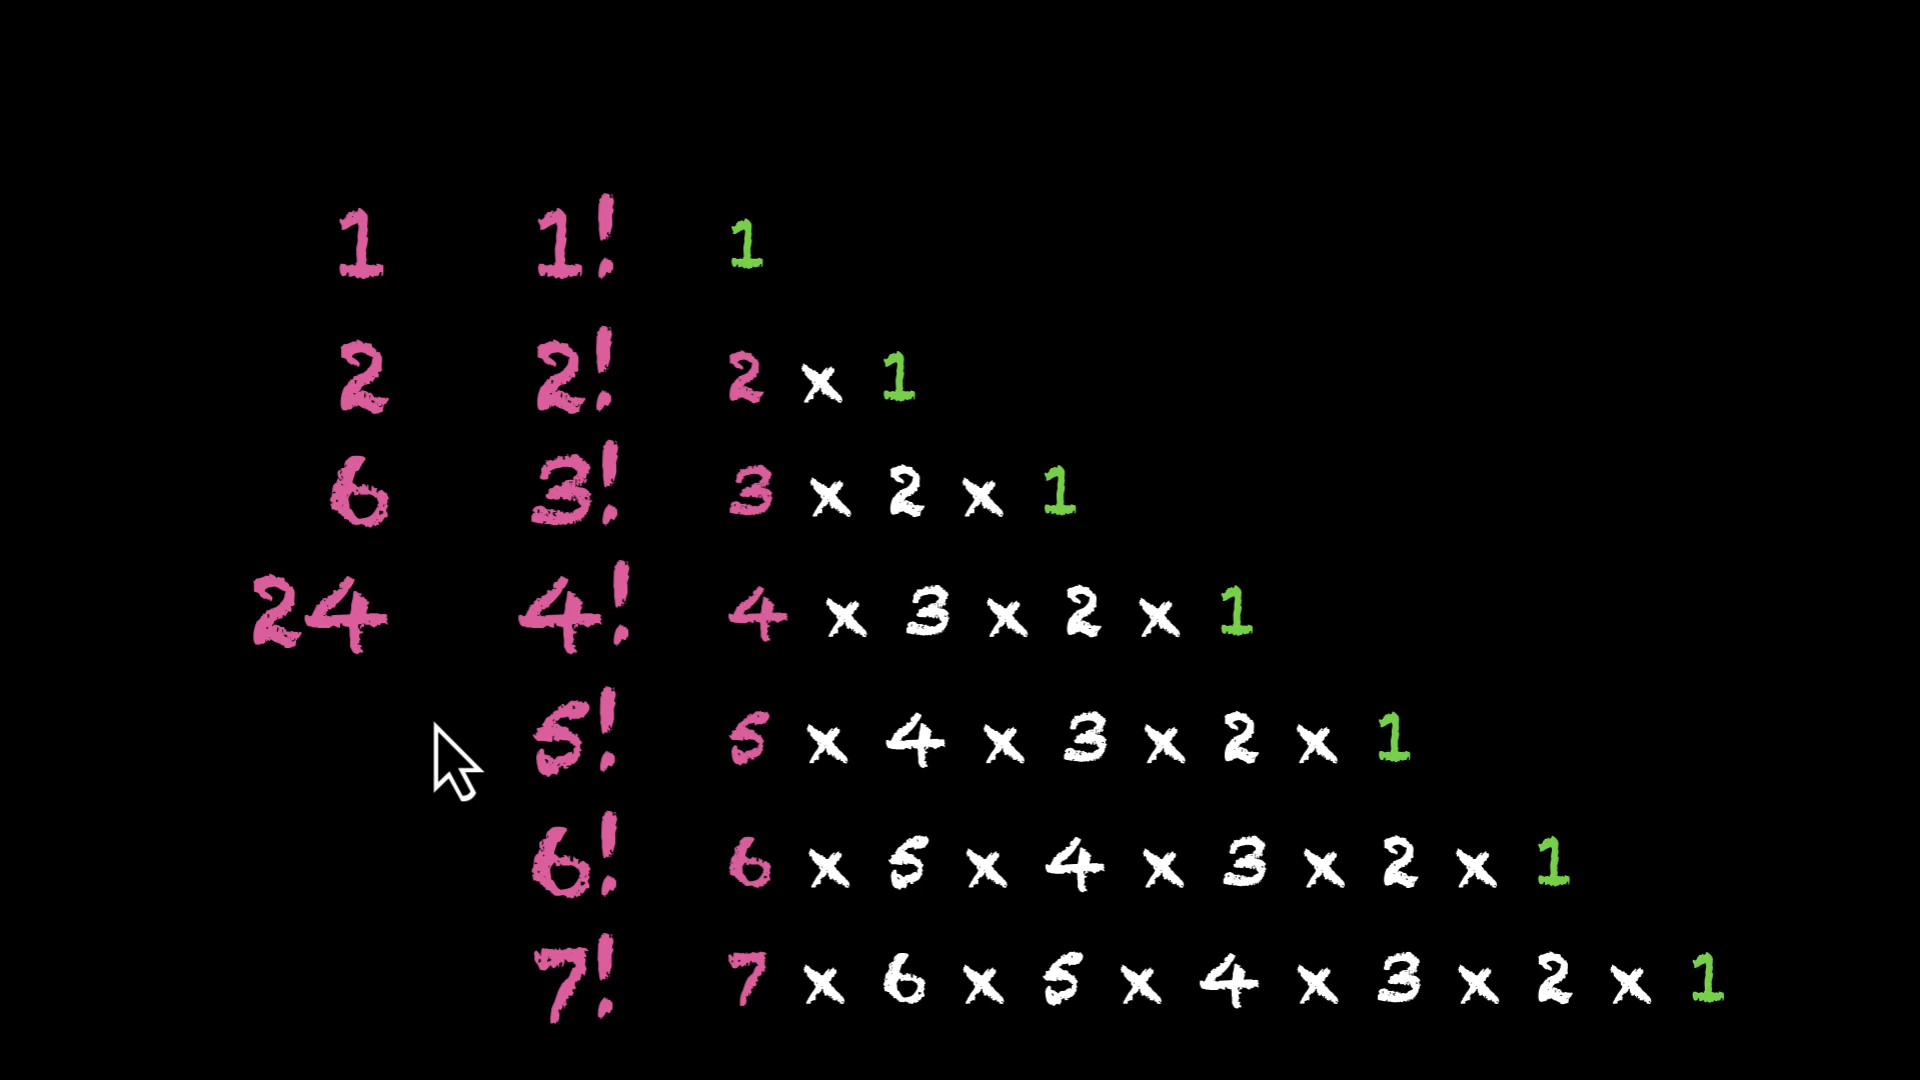 1 1! 1
2 2! 2 x 1
6 3! 3 x 2 x 1
24 4! 4 x 3 x 2 x 1
5! 5 x 4 x 3 x 2 x 1
6! 6 x 5 x 4 x 3 x 2 x 1
7! 7 x 6 x 5 x 4 x 3 x 2 x 1